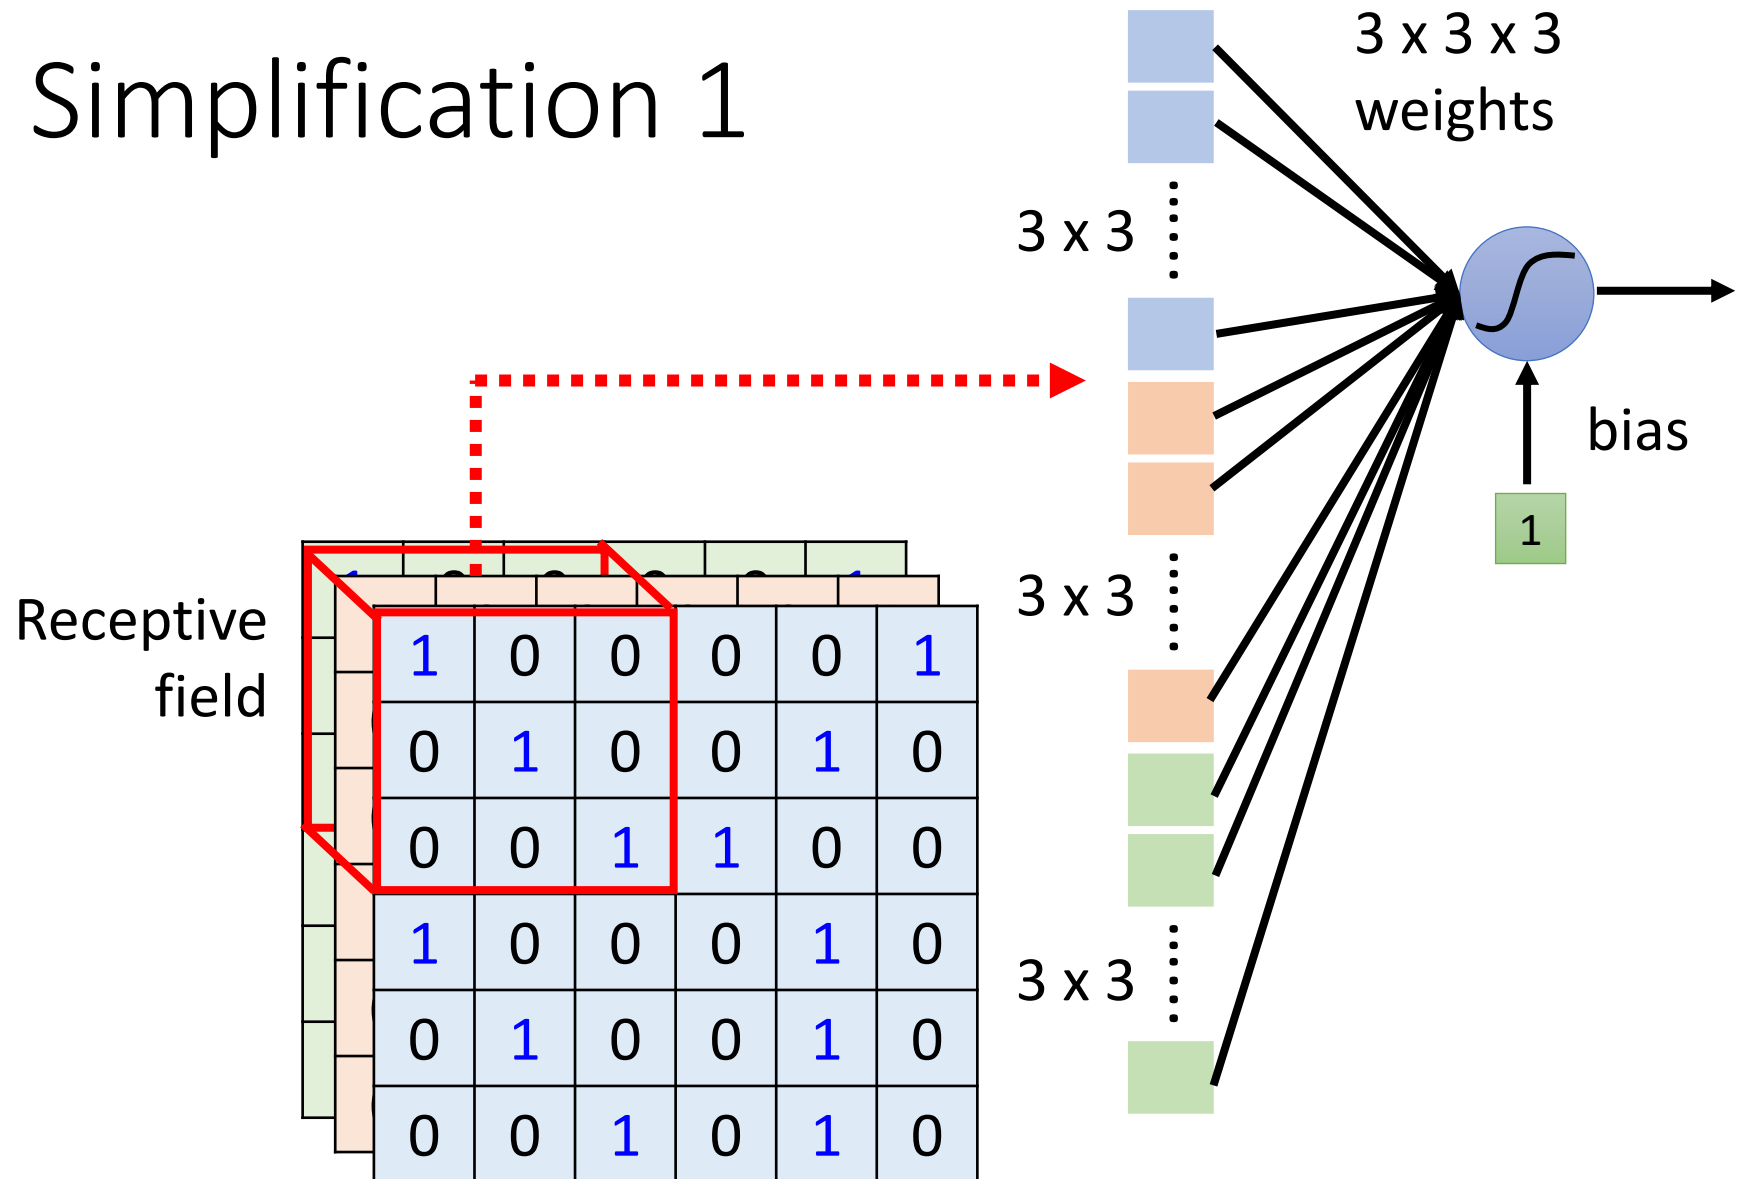 Simplification 1
3 x 3 x 3
weights
3 x 3
bias
1
3 x 3
3 x 3
Receptive
field
1 0 0 0 0 1
0 1 0 0 1 0
0 0 1 1 0 0
1 0 0 0 1 0
0 1 0 0 1 0
0 0 1 0 1 0